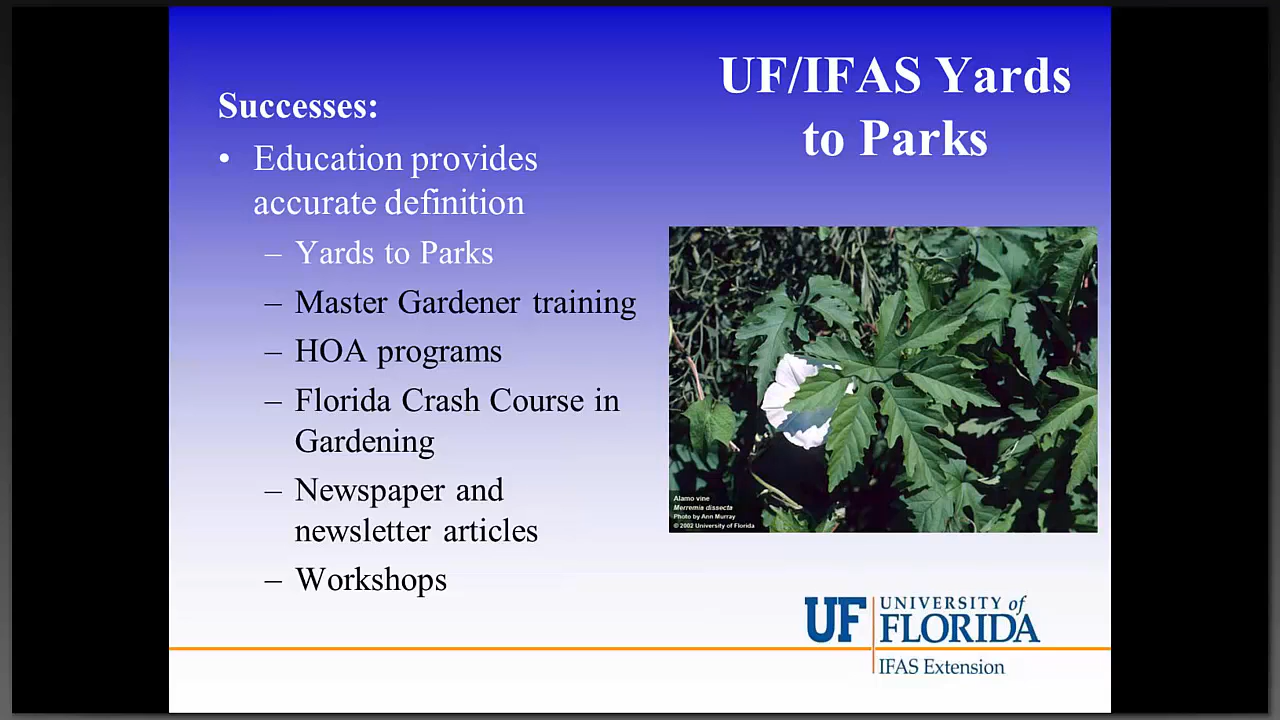 UF/IFAS Yards
to Parks
Successes:
• Education provides
accurate definition
– Yards to Parks
– Master Gardener training
– HOA programs
– Florida Crash Course in
Gardening
– Newspaper and
newsletter articles
– Workshops
Alamo vine
Merremia dissecta
Photo by Ann Murray
© 2002 University of Florida
UF UNIVERSITY of
FLORIDA
IFAS Extension